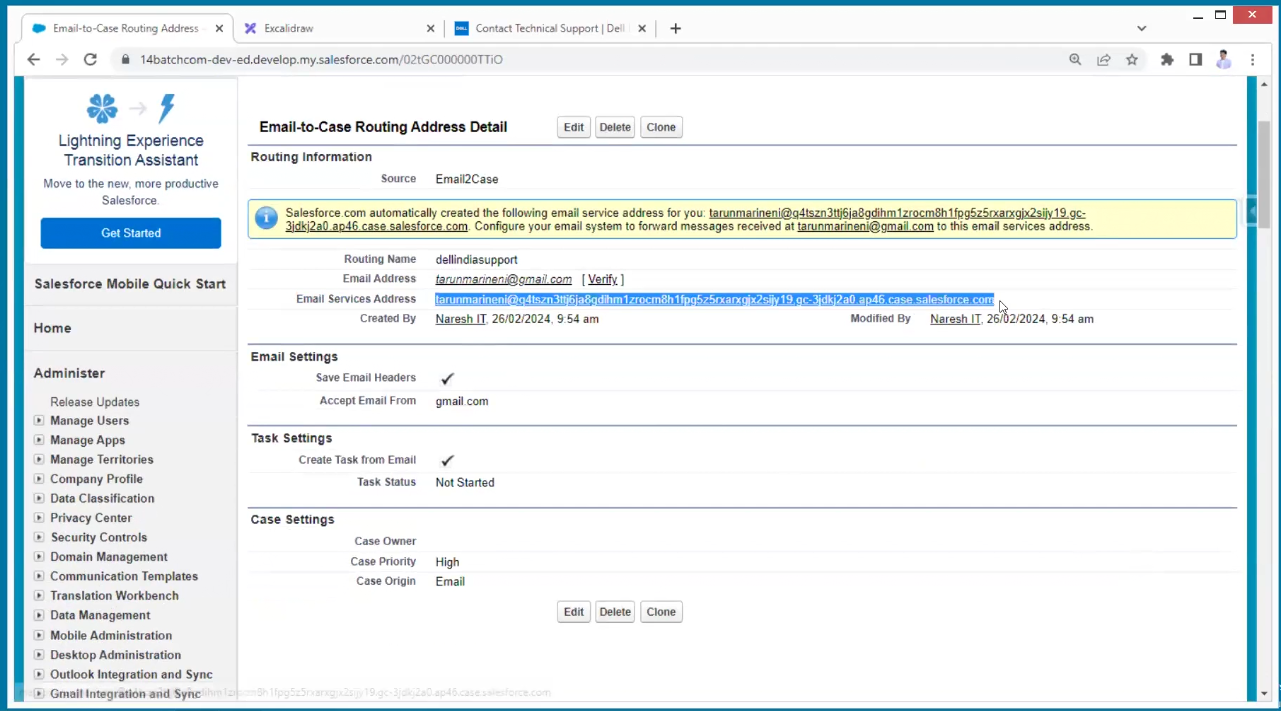 Email-to-Case Routing Address
Excalidraw
Contact Technical Support | Dell
14batchcom-dev-ed.develop.my.salesforce.com/02tGC000000TTiO
Lightning Experience
Transition Assistant
Move to the new, more productive
Salesforce.
Get Started
Salesforce Mobile Quick Start
Home
Administer
Release Updates
Manage Users
Manage Apps
Manage Territories
Company Profile
Data Classification
Privacy Center
Security Controls
Domain Management
Communication Templates
Translation Workbench
Data Management
Mobile Administration
Desktop Administration
Outlook Integration and Sync
Gmail Integration and Sync
Email-to-Case Routing Address Detail
Edit Delete Clone
Routing Information
Source Email2Case
Salesforce.com automatically created the following email service address for you: tarunmarineni@q4tszn3ttj6ja8gdihm1zrocm8h1fpg5z5rxarxgjx2sijy19.gc-
3jdkj2a0.ap46.case.salesforce.com. Configure your email system to forward messages received at tarunmarineni@gmail.com to this email services address.
Routing Name dellindiasupport
Email Address tarunmarineni@gmail.com [ Verify ]
Email Services Address tarunmarineni@q4tszn3ttj6ja8gdihm1zrocm8h1fpg5z5rxarxgjx2sijy19.gc-3jdkj2a0.ap46.case.salesforce.com
Created By Naresh IT, 26/02/2024, 9:54 am Modified By Naresh IT, 26/02/2024, 9:54 am
Email Settings
Save Email Headers
Accept Email From gmail.com
Task Settings
Create Task from Email
Task Status Not Started
Case Settings
Case Owner
Case Priority High
Case Origin Email
Edit Delete Clone